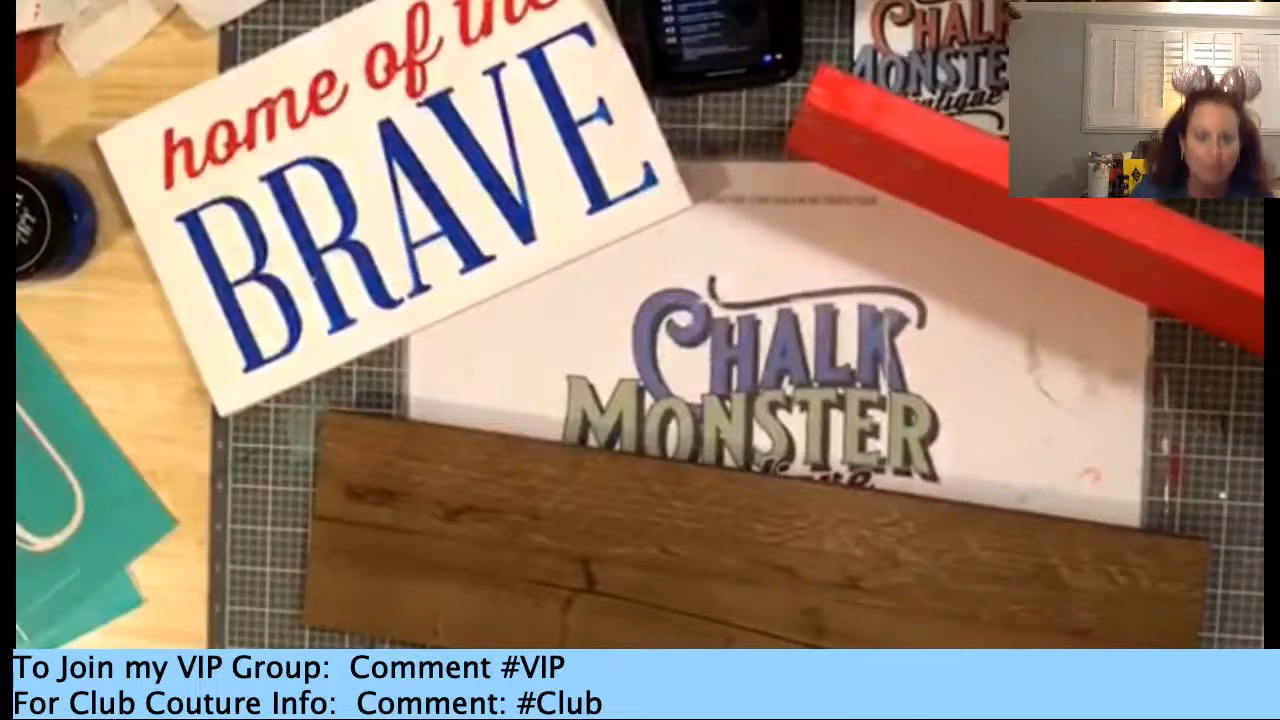 home of the
BRAVE
CHALK
MONSTER
CHALK
MONSTER
To Join my VIP Group: Comment #VIP
For Club Couture Info: Comment: #Club